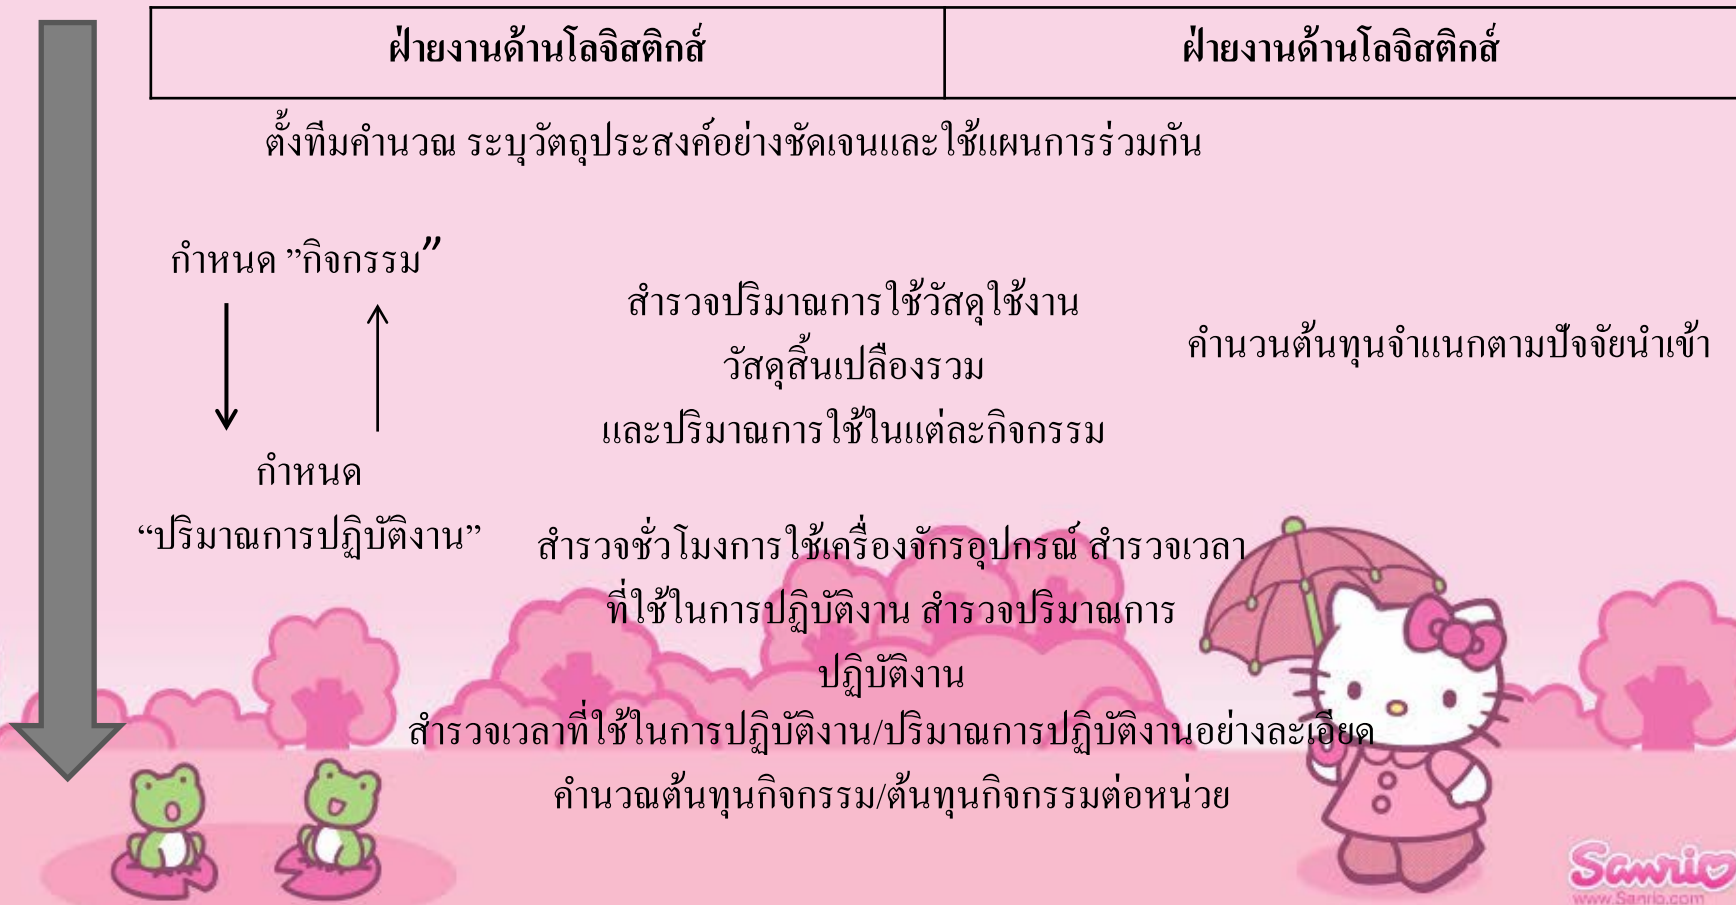 ฝ่ายงานด้านโลจิสติกส์
ฝ่ายงานด้านโลจิสติกส์
ตั้งทีมคำนวณ ระบุวัตถุประสงค์อย่างชัดเจนและใช้แผนการร่วมกัน
กำหนด ”กิจกรรม”
สำรวจปริมาณการใช้วัสดุใช้งาน
วัสดุสิ้นเปลืองรวม
และปริมาณการใช้ในแต่ละกิจกรรม
คำนวนต้นทุนจำแนกตามปัจจัยนำเข้า
กำหนด
“ปริมาณการปฏิบัติงาน”
สำรวจชั่วโมงการใช้เครื่องจักรอุปกรณ์ สำรวจเวลา
ที่ใช้ในการปฏิบัติงาน สำรวจปริมาณการ
ปฏิบัติงาน
สำรวจเวลาที่ใช้ในการปฏิบัติงาน/ปริมาณการปฏิบัติงานอย่างละเอียด
คำนวณต้นทุนกิจกรรม/ต้นทุนกิจกรรมต่อหน่วย
Sanrio
www.Sanrio.com